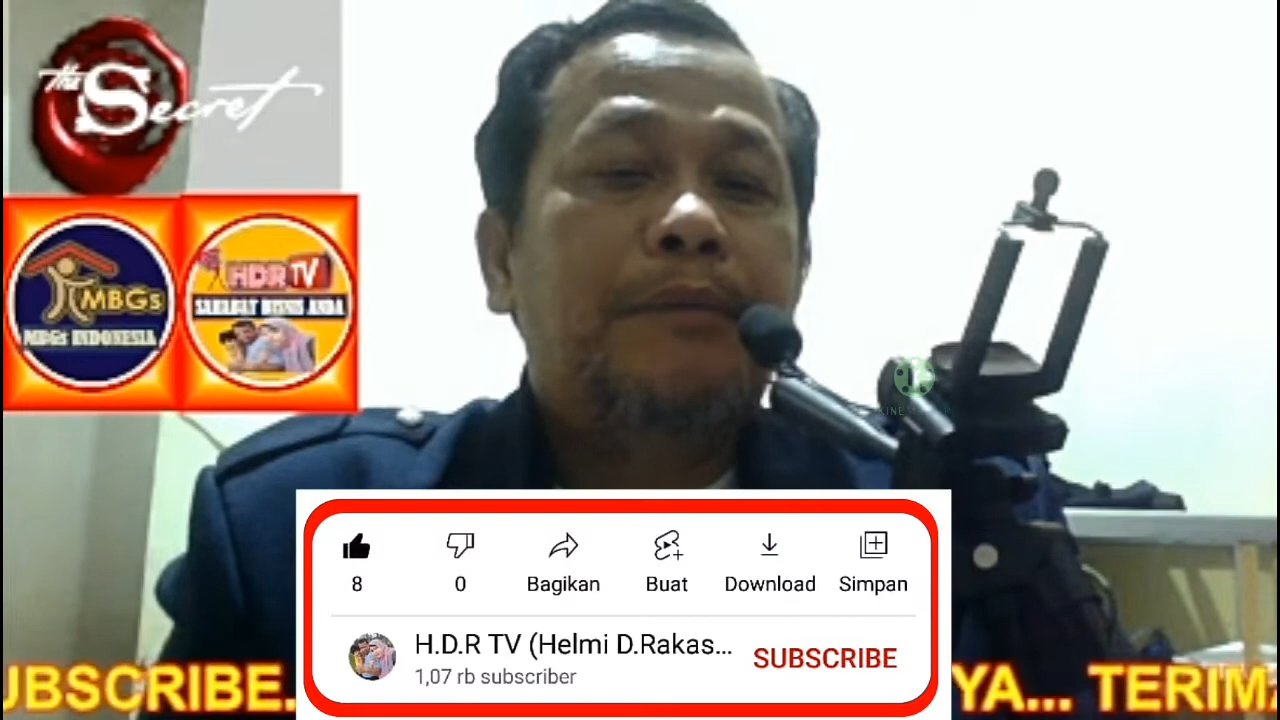 the Secret
MBGs
MBGS INDONESIA
HDR TV
SAHABAT BISNIS ANDA
8
0
Bagikan
Buat
Download
Simpan
H.D.R TV (Helmi D.Rakas...
SUBSCRIBE
1,07 rb subscriber
UBSCRIBE.
YA... TERIM